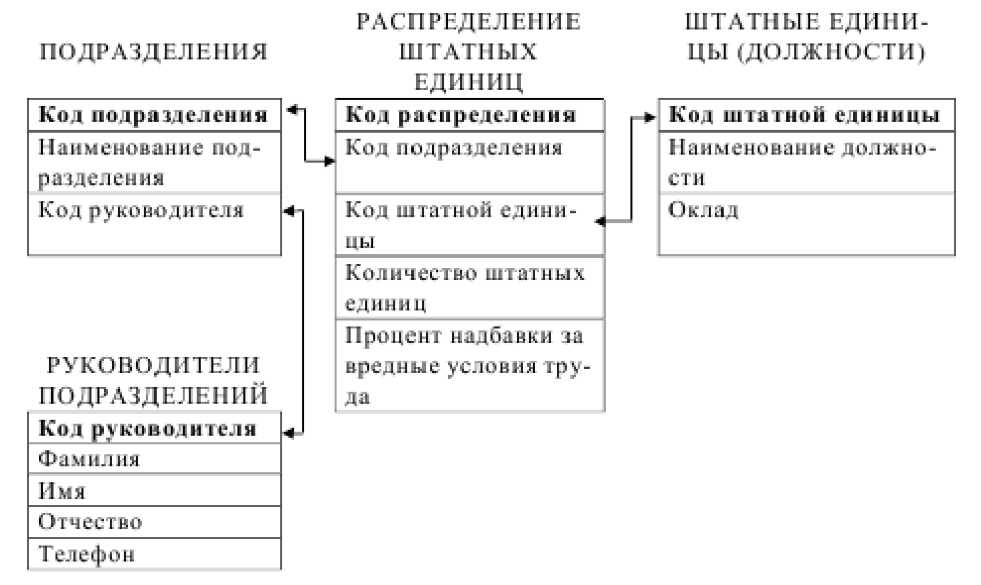 ПОДРАЗДЕЛЕНИЯ
Код подразделения
Наименование под-
разделения
Код руководителя
РАСПРЕДЕЛЕНИЕ
ШТАТНЫХ
ЕДИНИЦ
Код распределения
Код подразделения
Код штатной едини-
цы
Количество штатных
единиц
Процент надбавки за
вредные условия тру-
да
ШТАТНЫЕ ЕДИНИ-
ЦЫ (ДОЛЖНОСТИ)
Код штатной единицы
Наименование должно-
сти
Оклад
РУКОВОДИТЕЛИ
ПОДРАЗДЕЛЕНИЙ
Код руководителя
Фамилия
Имя
Отчество
Телефон